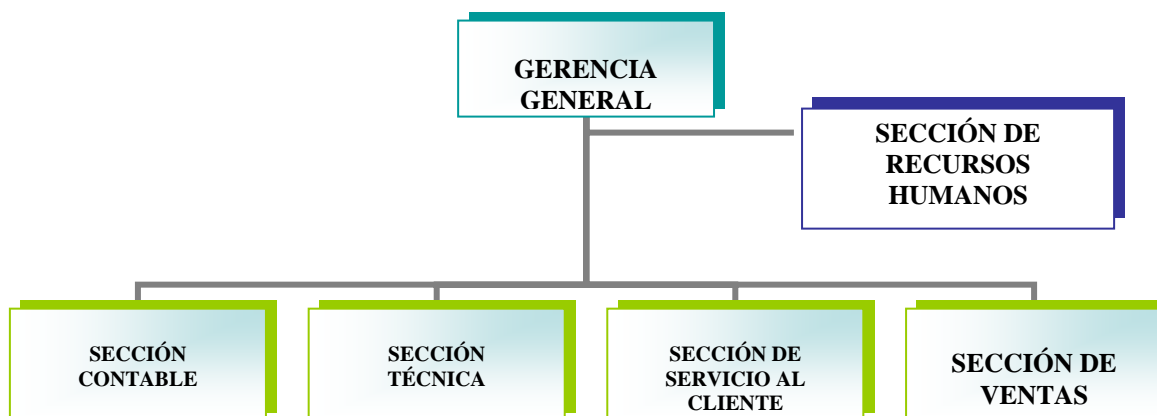 GERENCIA
GENERAL
SECCIÓN DE
RECURSOS
HUMANOS
SECCIÓN
CONTABLE
SECCIÓN
TÉCNICA
SECCIÓN DE
SERVICIO AL
CLIENTE
SECCIÓN DE
VENTAS